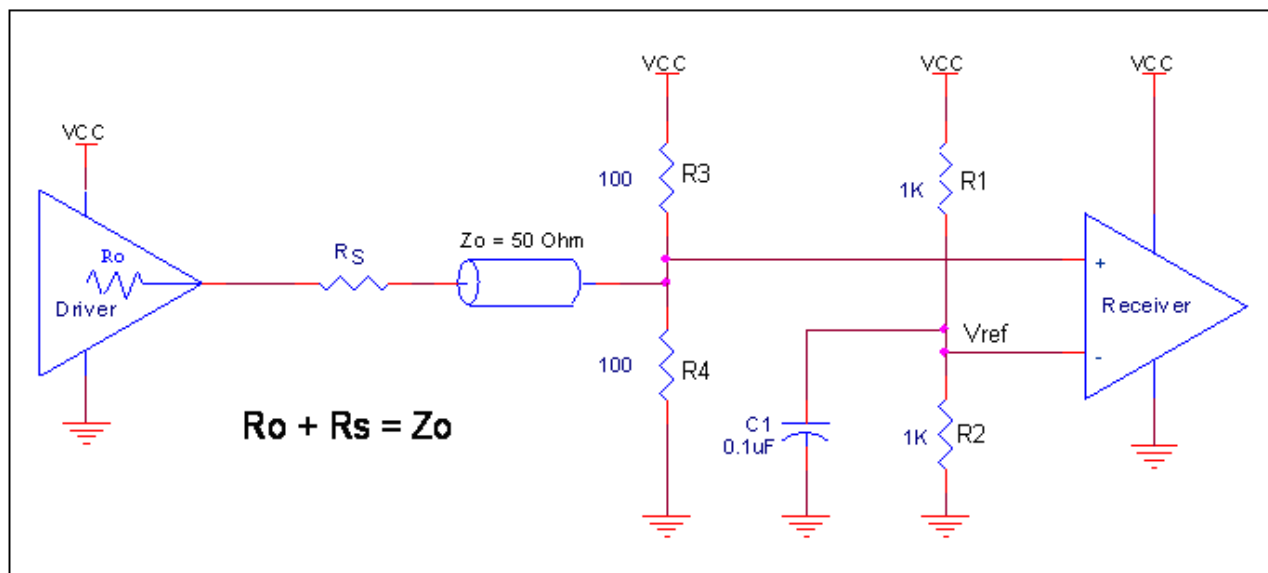 VCC
VCC
VCC
VCC
100
R3
1K
R1
Ro
Driver
RS
Zo = 50 Ohm
+
Receiver
Vref
-
100
R4
Ro + Rs = Zo
C1
0.1uF
1K
R2